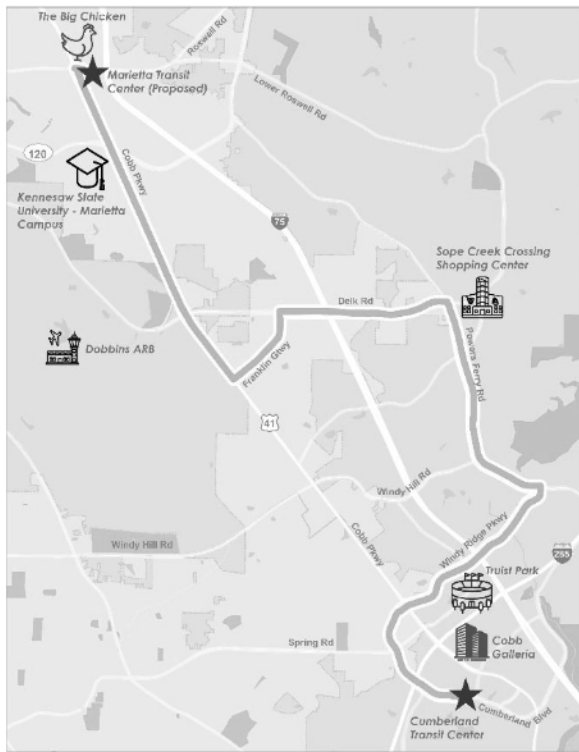 The Big Chicken
Roswell Rd
Marietta Transit
Center (Proposed)
Lower Roswell Rd
120
Cobb Pkwy
Kennesaw State
University - Marietta
Campus
75
Sope Creek Crossing
Shopping Center
Delk Rd
Dobbins ARB
Franklin Gtwy
Powers Ferry Rd
41
Windy Hill Rd
Cobb Pkwy
Windy Hill Rd
Windy Ridge Pkwy
285
Truist Park
Spring Rd
Cobb
Galleria
Cumberland Blvd
Cumberland
Transit Center